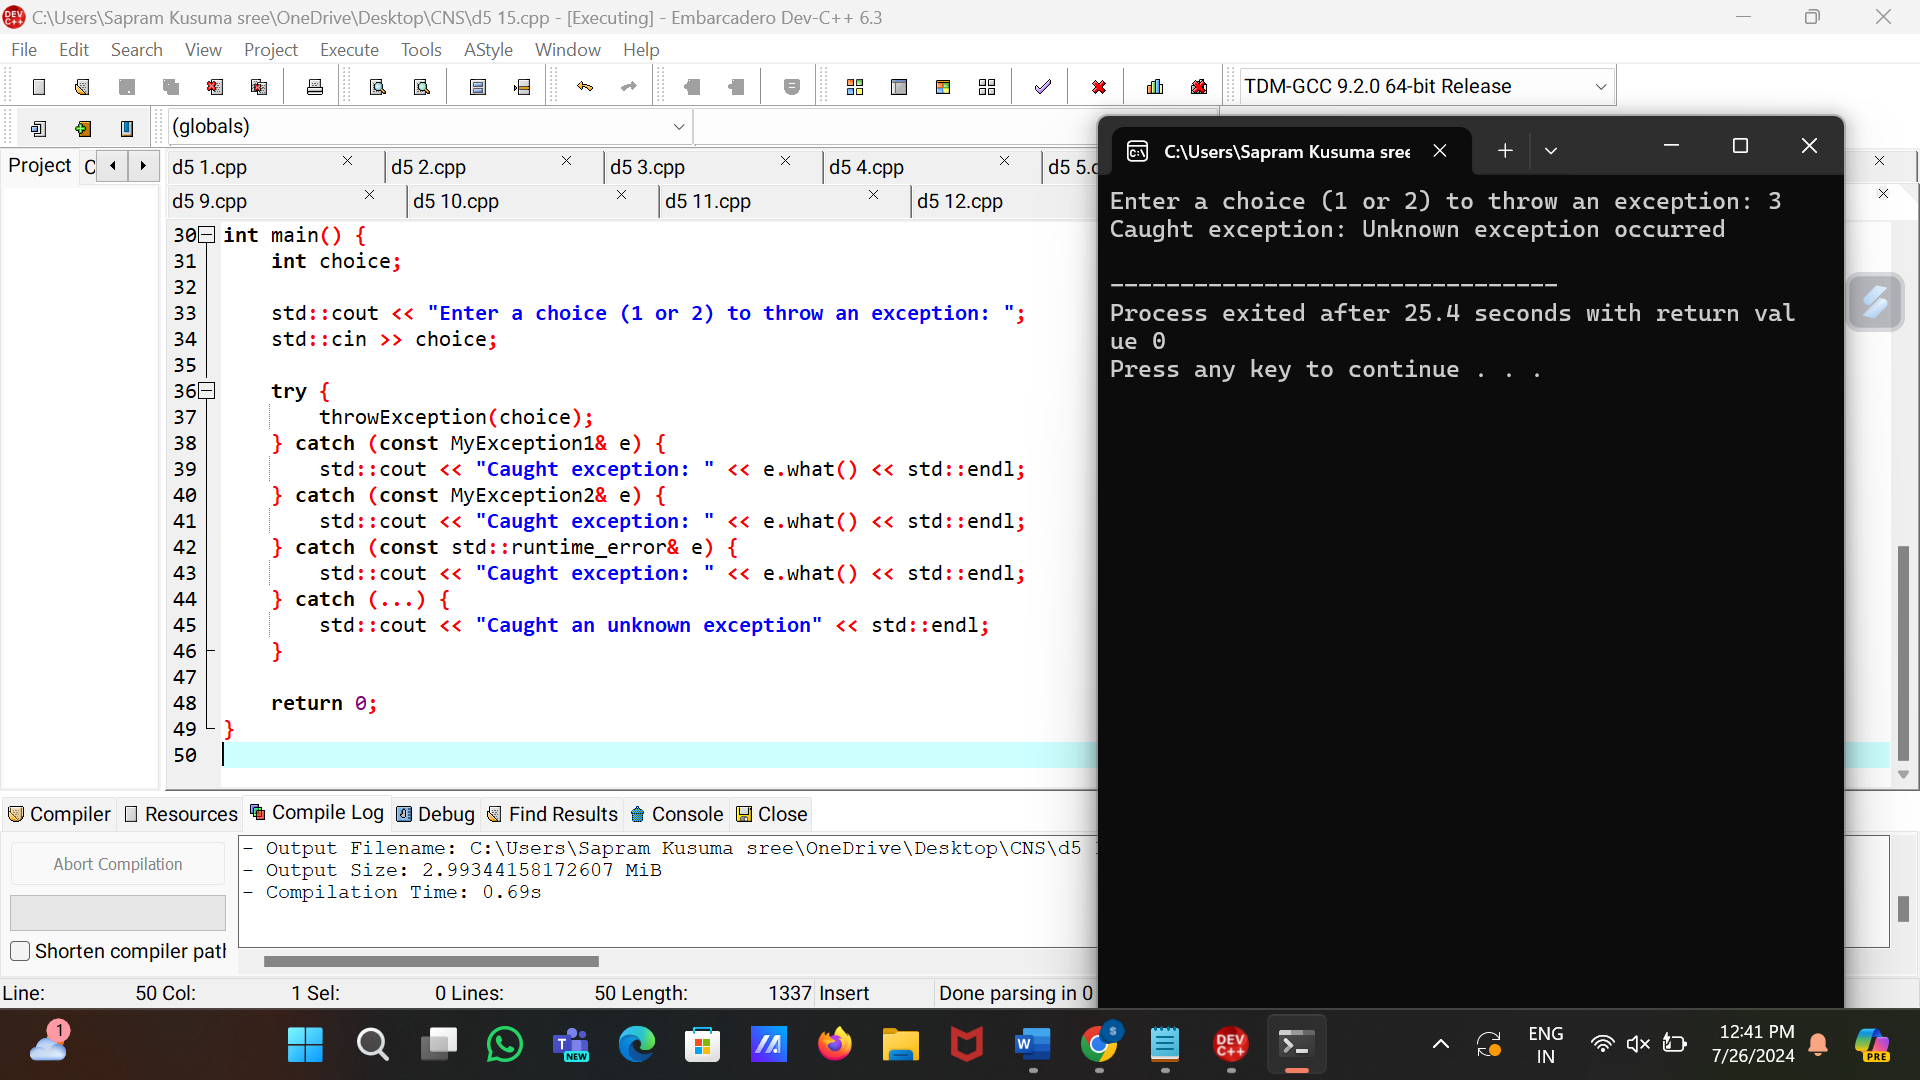 C:\Users\Sapram Kusuma sree\OneDrive\Desktop\CNS\d5 15.cpp - [Executing] - Embarcadero Dev-C++ 6.3
File Edit Search View Project Execute Tools AStyle Window Help
TDM-GCC 9.2.0 64-bit Release
(globals)
Project
d5 1.cpp d5 2.cpp d5 3.cpp d5 4.cpp
d5 9.cpp d5 10.cpp d5 11.cpp d5 12.cpp
30 int main() {
31 int choice;
32
33 std::cout << "Enter a choice (1 or 2) to throw an exception: ";
34 std::cin >> choice;
35
36 try {
37 throwException(choice);
38 } catch (const MyException1& e) {
39 std::cout << "Caught exception: " << e.what() << std::endl;
40 } catch (const MyException2& e) {
41 std::cout << "Caught exception: " << e.what() << std::endl;
42 } catch (const std::runtime_error& e) {
43 std::cout << "Caught exception: " << e.what() << std::endl;
44 } catch (...) {
45 std::cout << "Caught an unknown exception" << std::endl;
46 }
47
48 return 0;
49 }
50
C:\Users\Sapram Kusuma sree
Enter a choice (1 or 2) to throw an exception: 3
Caught exception: Unknown exception occurred
--------------------------------
Process exited after 25.4 seconds with return val
ue 0
Press any key to continue . . .
Compiler Resources Compile Log Debug Find Results Console Close
Abort Compilation
Shorten compiler path
- Output Filename: C:\Users\Sapram Kusuma sree\OneDrive\Desktop\CNS\d5
- Output Size: 2.99344158172607 MiB
- Compilation Time: 0.69s
Line: 50 Col: 1 Sel: 0 Lines: 50 Length: 1337 Insert Done parsing in 0
1
NEW
DEV C++
ENG
IN
12:41 PM
7/26/2024
PRE